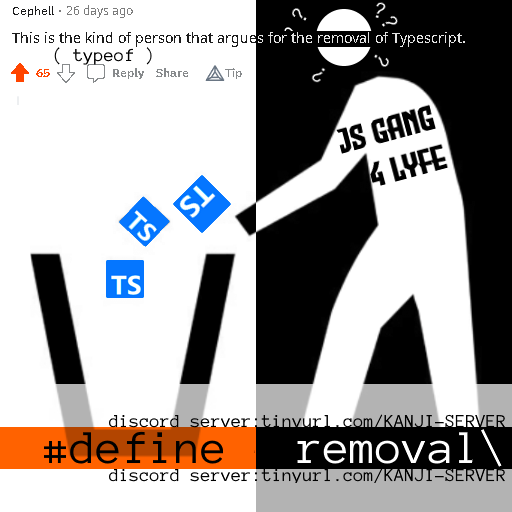 Cephell · 26 days ago
This is the kind of person that argues for the removal of Typescript.
( typeof )
65 Reply Share Tip
? ? ? ? ? ?
JS GANG
4 LYFE
TS
TS
TS
discord server:tinyurl.com/KANJI-SERVER
#define removal\
discord server:tinyurl.com/KANJI-SERVER